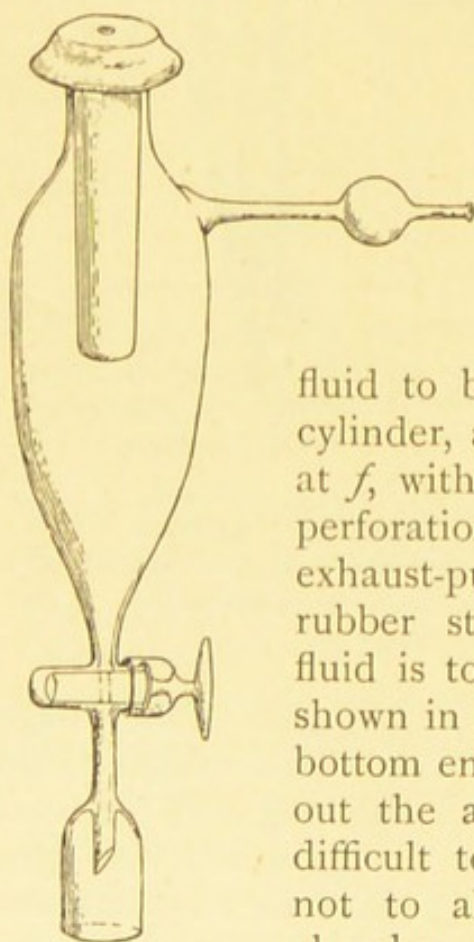 fluid to b
cylinder, a
at f, with
perforation
exhaust-pu
rubber st
fluid is to
shown in
bottom en
out the a
difficult to
not to a